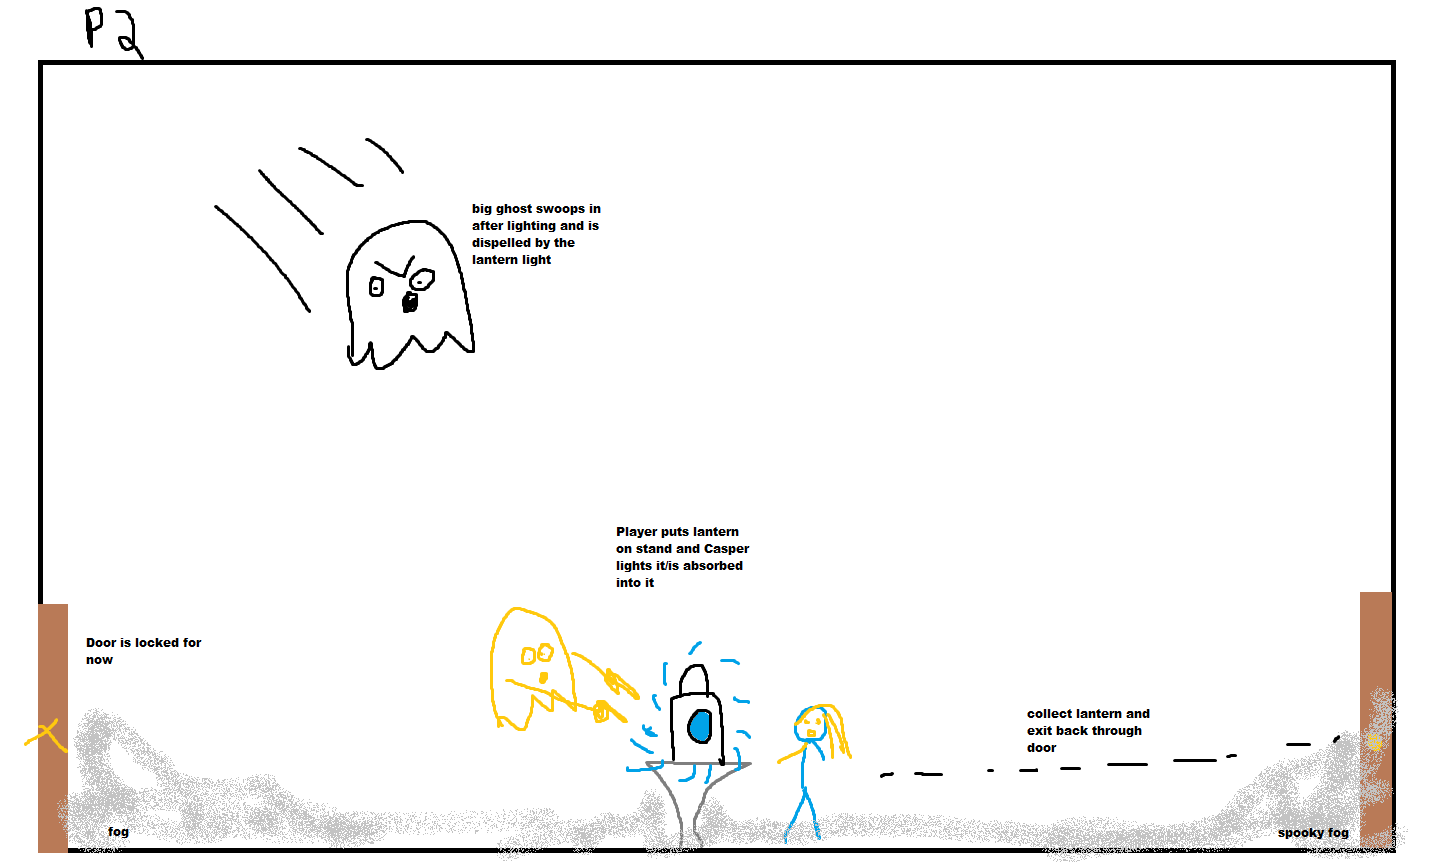 P2
big ghost swoops in
after lighting and is
dispelled by the
lantern light
Player puts lantern
on stand and Casper
lights it/is absorbed
into it
Door is locked for
now
collect lantern and
exit back through
door
fog
spooky fog